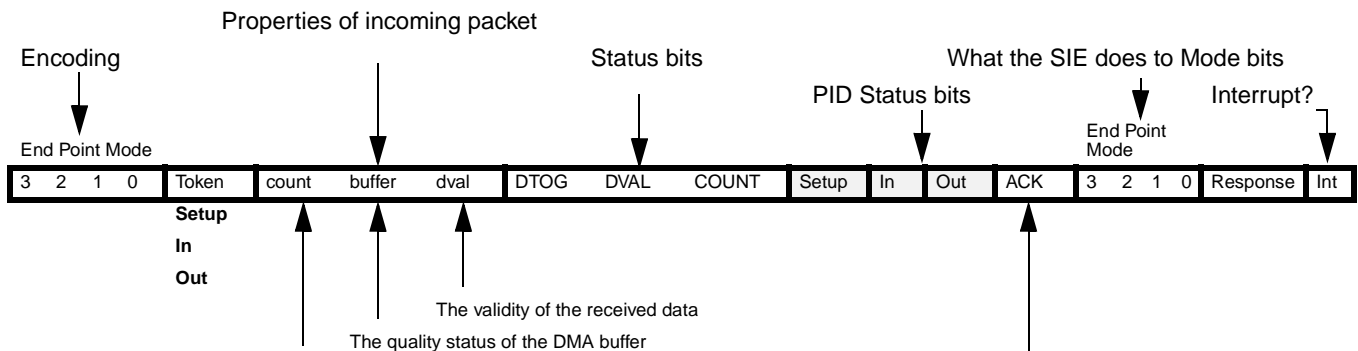 Properties of incoming packet
Encoding
Status bits
What the SIE does to Mode bits
PID Status bits
Interrupt?
End Point Mode
End Point
Mode
3 2 1 0 Token count buffer dval DTOG DVAL COUNT Setup In Out ACK 3 2 1 0 Response Int
Setup
In
Out
The validity of the received data
The quality status of the DMA buffer